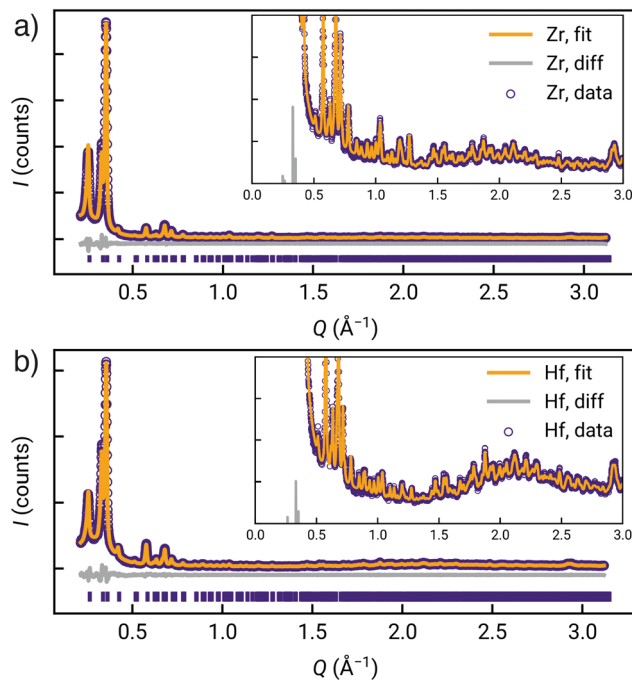 a)
I (counts)
Zr, fit
Zr, diff
Zr, data
0.0 0.5 1.0 1.5 2.0 2.5 3.0
0.5 1.0 1.5 2.0 2.5 3.0
Q (Å⁻¹)
b)
I (counts)
Hf, fit
Hf, diff
Hf, data
0.0 0.5 1.0 1.5 2.0 2.5 3.0
0.5 1.0 1.5 2.0 2.5 3.0
Q (Å⁻¹)